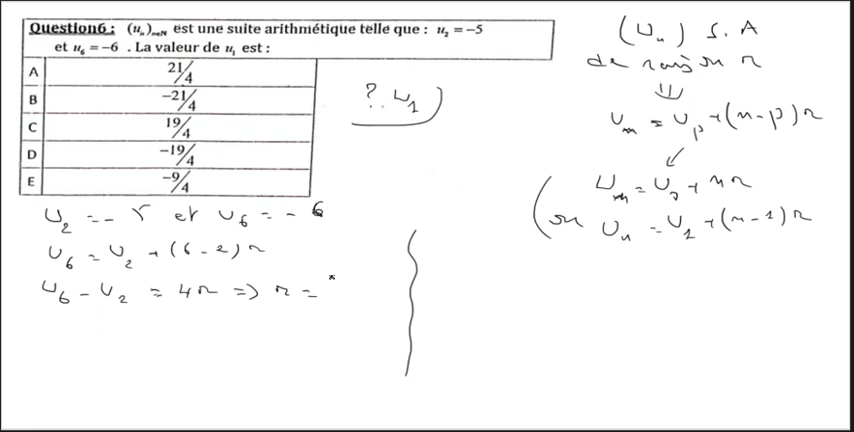 Question6 : (uₙ)ₙ∈ℕ est une suite arithmétique telle que : u₂ = −5
et u₆ = −6 . La valeur de u₁ est :
A 21/4
B −21/4
C 19/4
D −19/4
E −9/4
? u₁
(Uₙ) S. A
de raison r
⇓
Uₙ = Uₚ + (n-p) r
↙
Uₙ = U₀ + n r
(ou Uₙ = U₁ + (n-1) r
U₂ = - 5 et U₆ = - 6
U₆ = U₂ + (6-2) r
U₆ - U₂ = 4r => r =